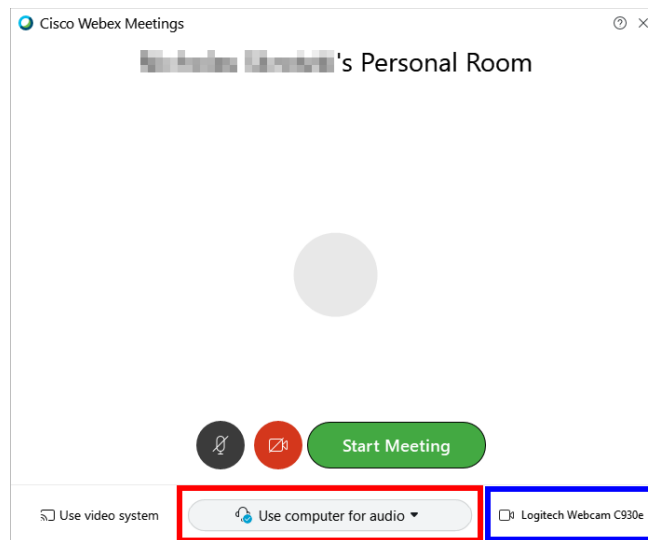 Cisco Webex Meetings
's Personal Room
Start Meeting
Use video system
Use computer for audio
Logitech Webcam C930e